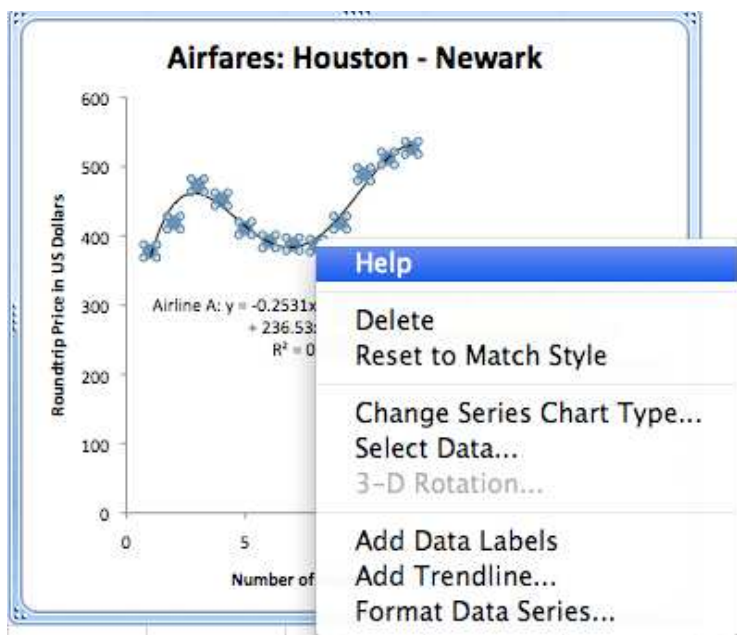 Airfares: Houston - Newark
600
500
400
300
200
100
0
Roundtrip Price in US Dollars
Airline A: y = -0.2531x
+ 236.53x
R² = 0
0
5
Number of
Help
Delete
Reset to Match Style
Change Series Chart Type...
Select Data...
3-D Rotation...
Add Data Labels
Add Trendline...
Format Data Series...